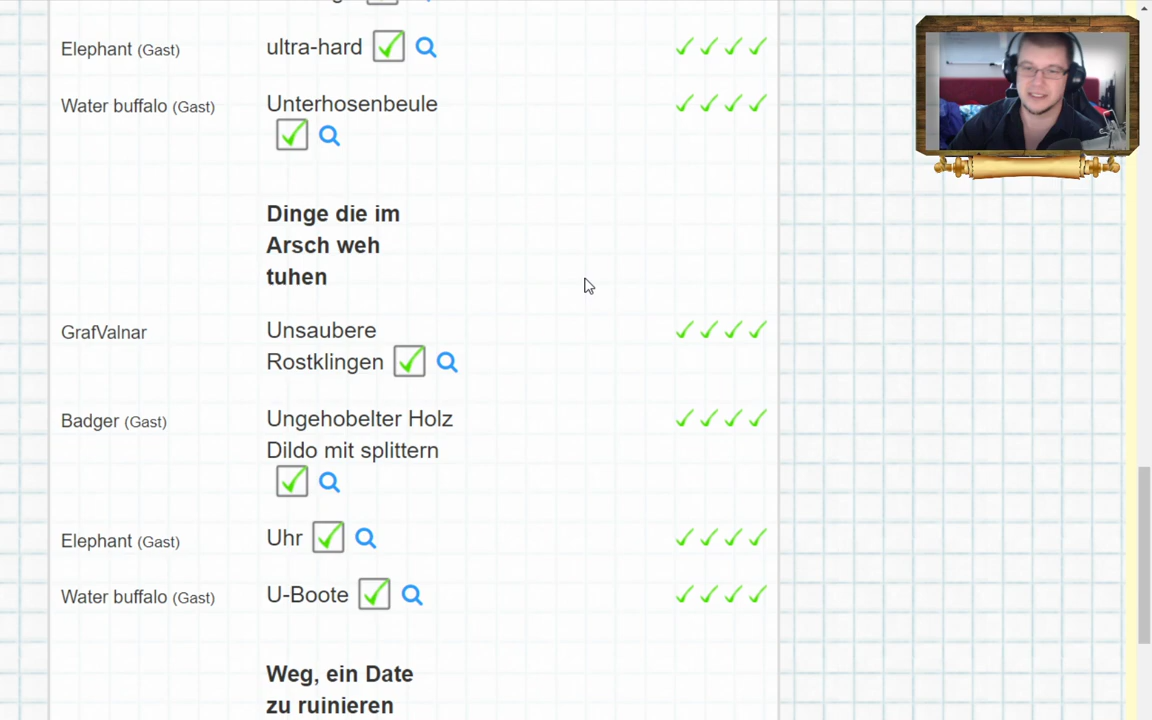 Elephant (Gast)
ultra-hard
Water buffalo (Gast)
Unterhosenbeule
Dinge die im
Arsch weh
tuhen
GrafValnar
Unsaubere
Rostklingen
Badger (Gast)
Ungehobelter Holz
Dildo mit splittern
Elephant (Gast)
Uhr
Water buffalo (Gast)
U-Boote
Weg, ein Date
zu ruinieren